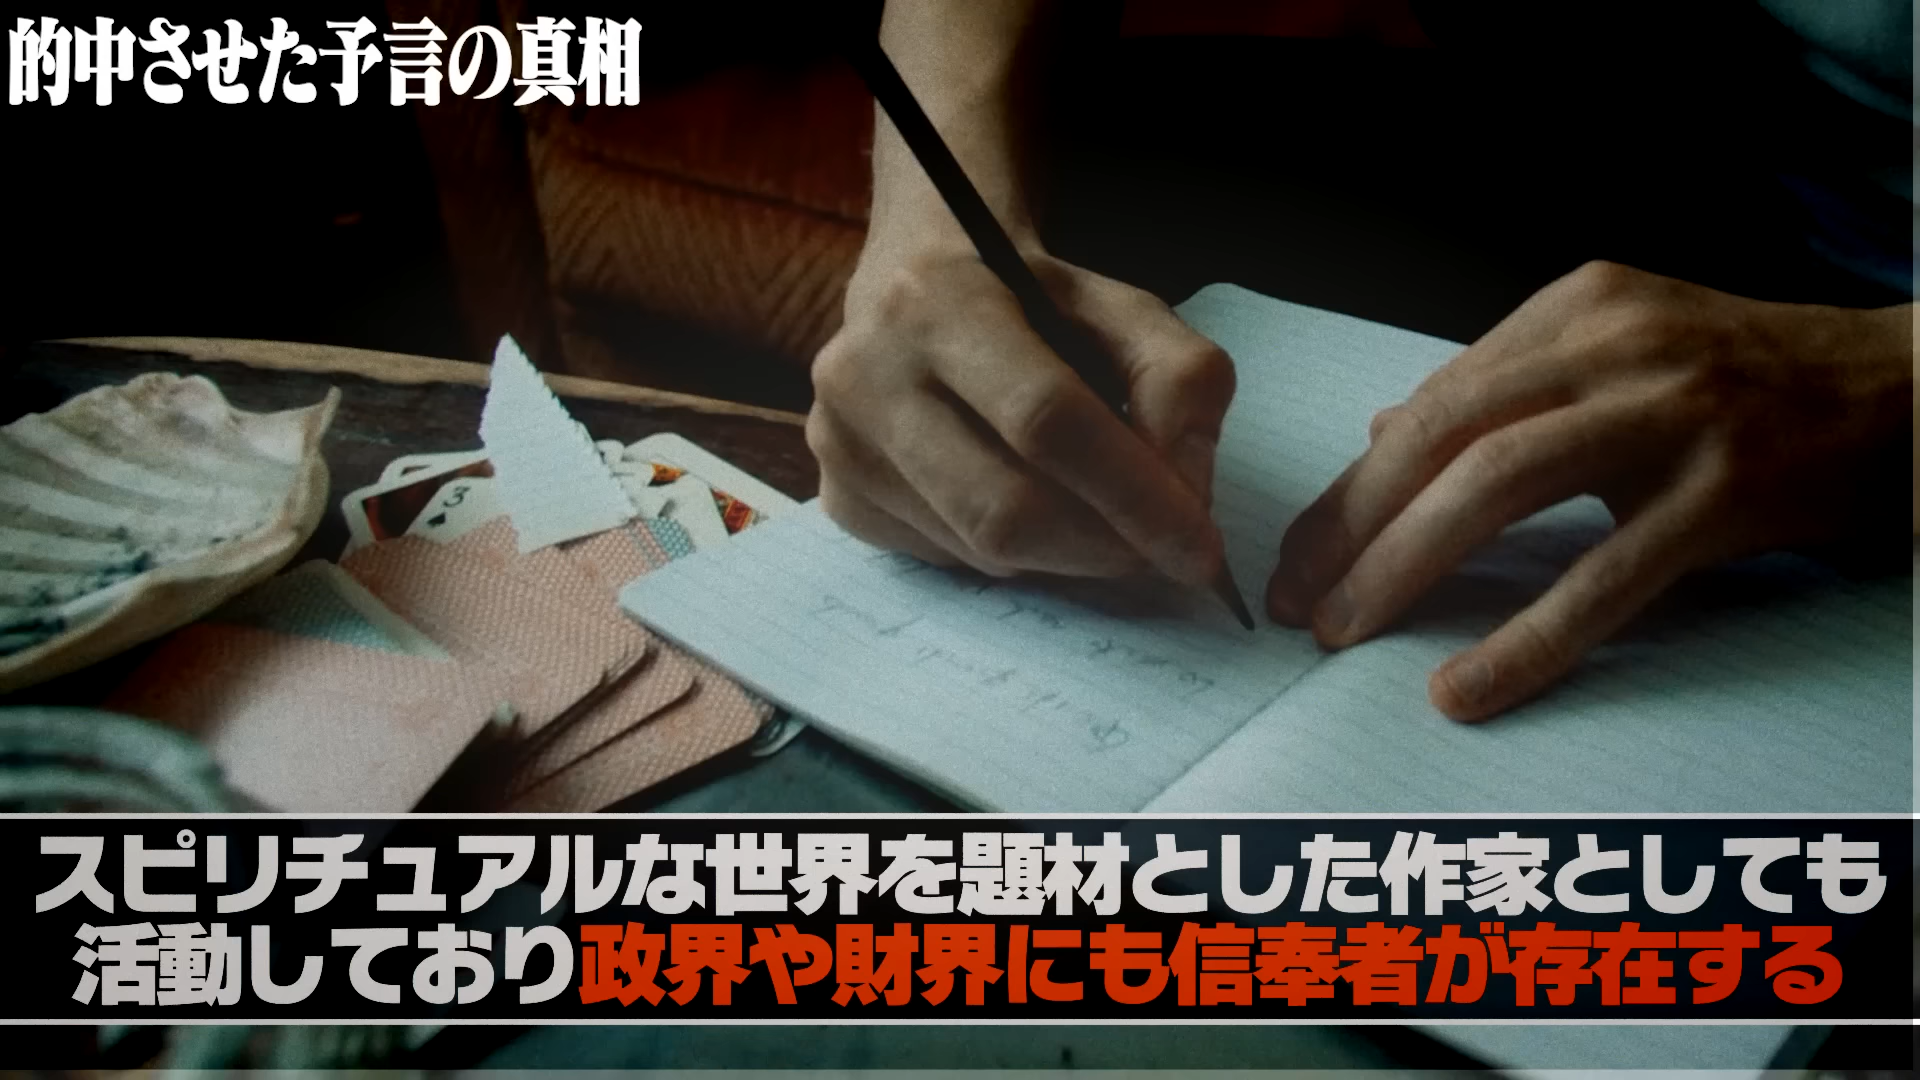 的中させた予言の真相
3
スピリチュアルな世界を題材とした作家としても
活動しており政界や財界にも信奉者が存在する